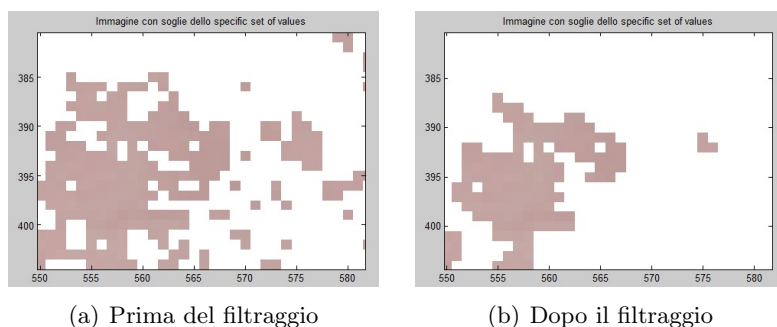 Immagine con soglie dello specific set of values
385
390
395
400
550 555 560 565 570 575 580
(a) Prima del filtraggio
Immagine con soglie dello specific set of values
385
390
395
400
550 555 560 565 570 575 580
(b) Dopo il filtraggio